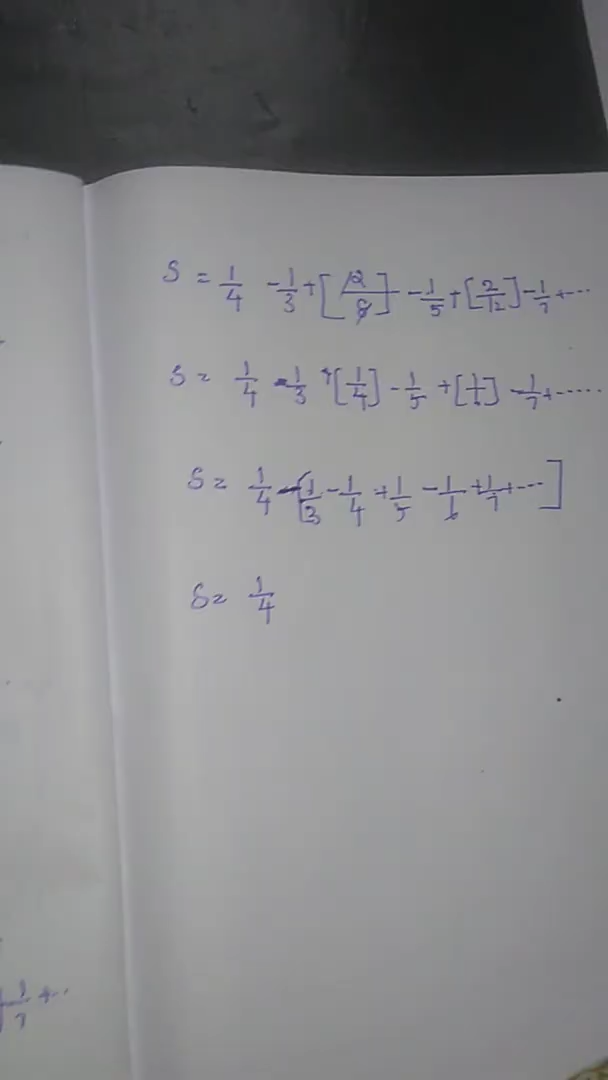 S = 1/4 - 1/3 + [2/8] - 1/5 + [2/12] - 1/7 + ...
S = 1/4 - 1/3 + [1/4] - 1/5 + [1/6] - 1/7 + .....
S = 1/4 - [1/3 - 1/4 + 1/5 - 1/6 + 1/7 + ...]
S = 1/4
1/7 + ..